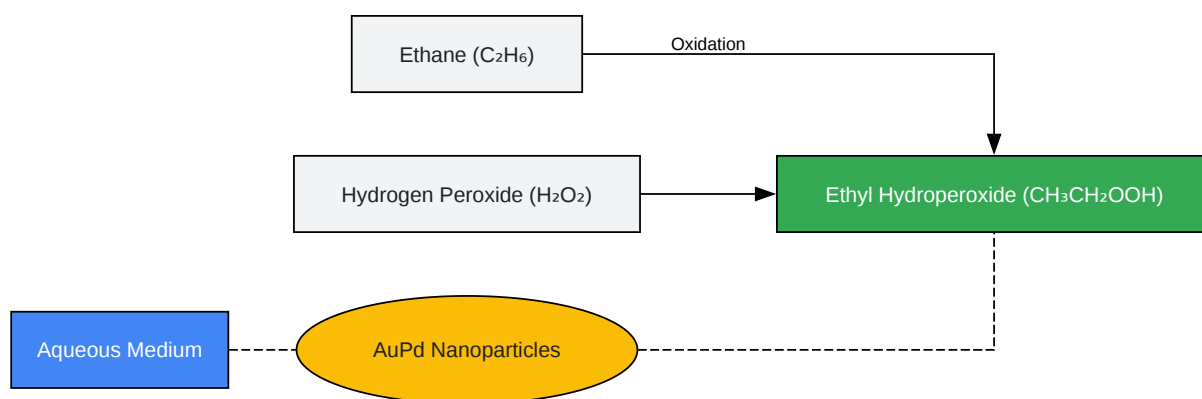 Ethane (C₂H₆)
Oxidation
Hydrogen Peroxide (H₂O₂)
Ethyl Hydroperoxide (CH₃CH₂OOH)
Aqueous Medium
AuPd Nanoparticles